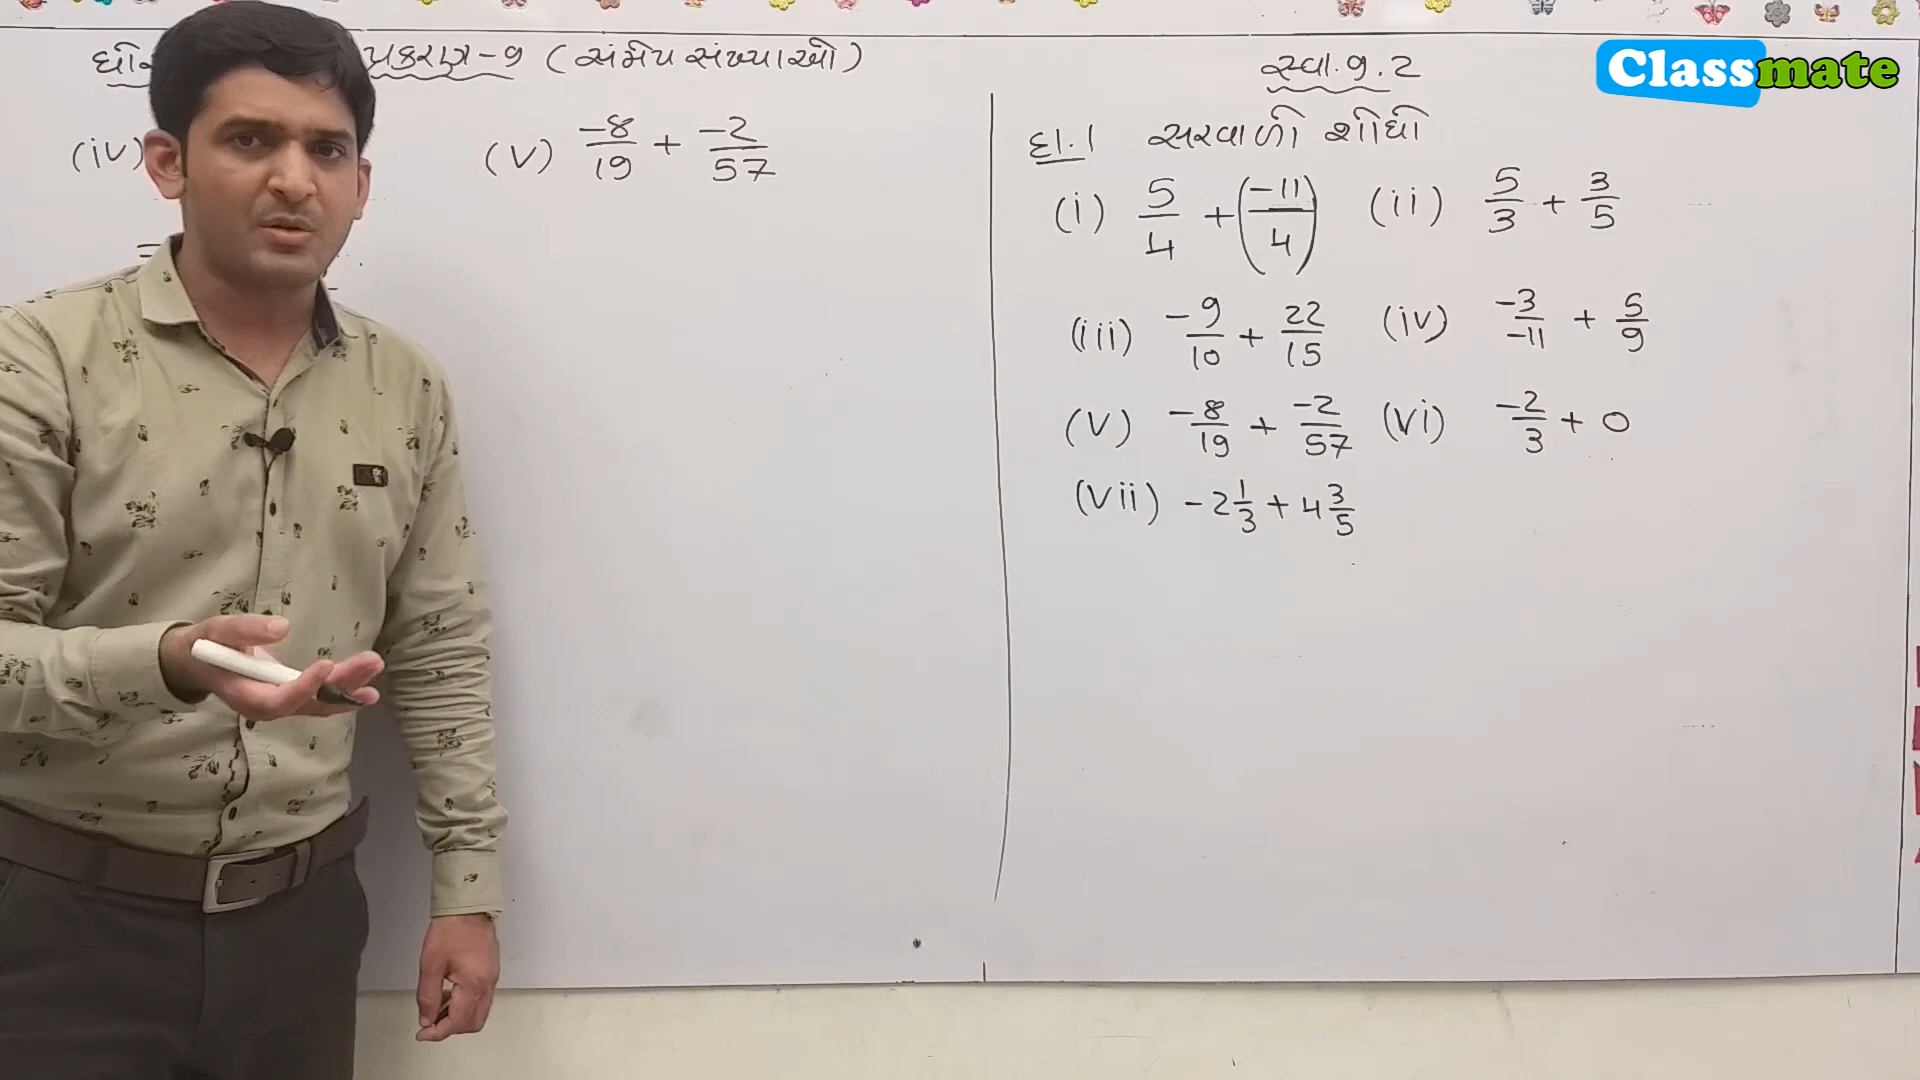 પ્રકરણ-૭ (સંમેય સંખ્યાઓ)
(iv)
(v) -8/19 + -2/57
=
Classmate
સ્વા.૭.2
દા.1 સરવાળો શોધો
(i) 5/4 + (-11/4) (ii) 5/3 + 3/5
(iii) -9/10 + 22/15 (iv) -3/-11 + 5/9
(v) -8/19 + -2/57 (vi) -2/3 + 0
(vii) -2 1/3 + 4 3/5